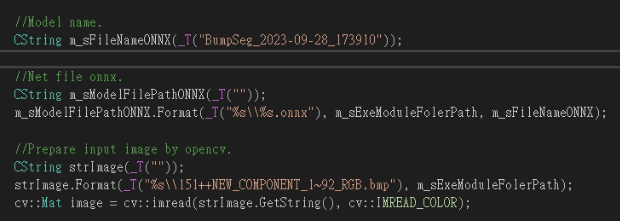 //Model name.
CString m_sFileNameONNX(_T("BumpSeg_2023-09-28_173910"));
//Net file onnx.
CString m_sModelFilePathONNX(_T(""));
m_sModelFilePathONNX.Format(_T("%s\\%s.onnx"), m_sExeModuleFolerPath, m_sFileNameONNX);
//Prepare input image by opencv.
CString strImage(_T(""));
strImage.Format(_T("%s\\151++NEW_COMPONENT_1~92_RGB.bmp"), m_sExeModuleFolerPath);
cv::Mat image = cv::imread(strImage.GetString(), cv::IMREAD_COLOR);